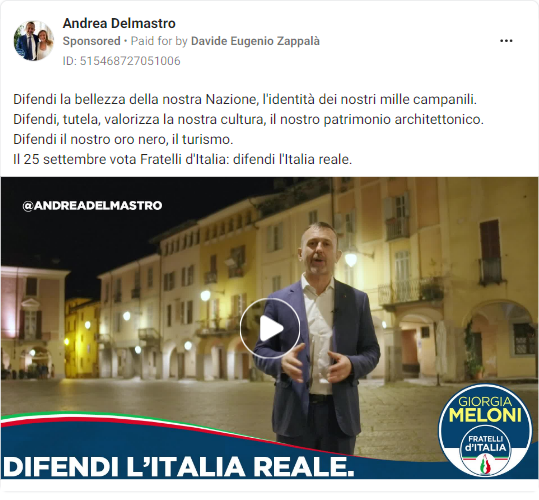 Andrea Delmastro
Sponsored • Paid for by Davide Eugenio Zappalà
ID: 515468727051006
Difendi la bellezza della nostra Nazione, l'identità dei nostri mille campanili.
Difendi, tutela, valorizza la nostra cultura, il nostro patrimonio architettonico.
Difendi il nostro oro nero, il turismo.
Il 25 settembre vota Fratelli d'Italia: difendi l'Italia reale.
@ANDREADELMASTRO
GIORGIA
MELONI
FRATELLI
d'ITALIA
DIFENDI L'ITALIA REALE.